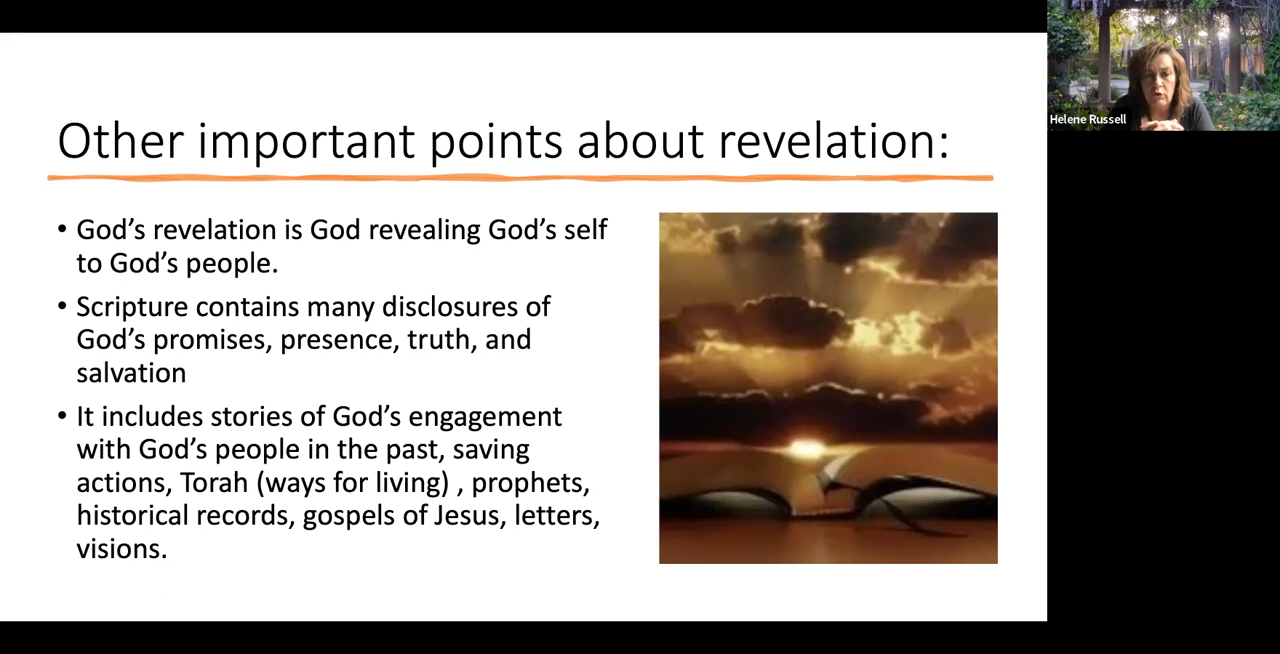 Other important points about revelation:
• God’s revelation is God revealing God’s self
to God’s people.
• Scripture contains many disclosures of
God’s promises, presence, truth, and
salvation
• It includes stories of God’s engagement
with God’s people in the past, saving
actions, Torah (ways for living) , prophets,
historical records, gospels of Jesus, letters,
visions.
Helene Russell